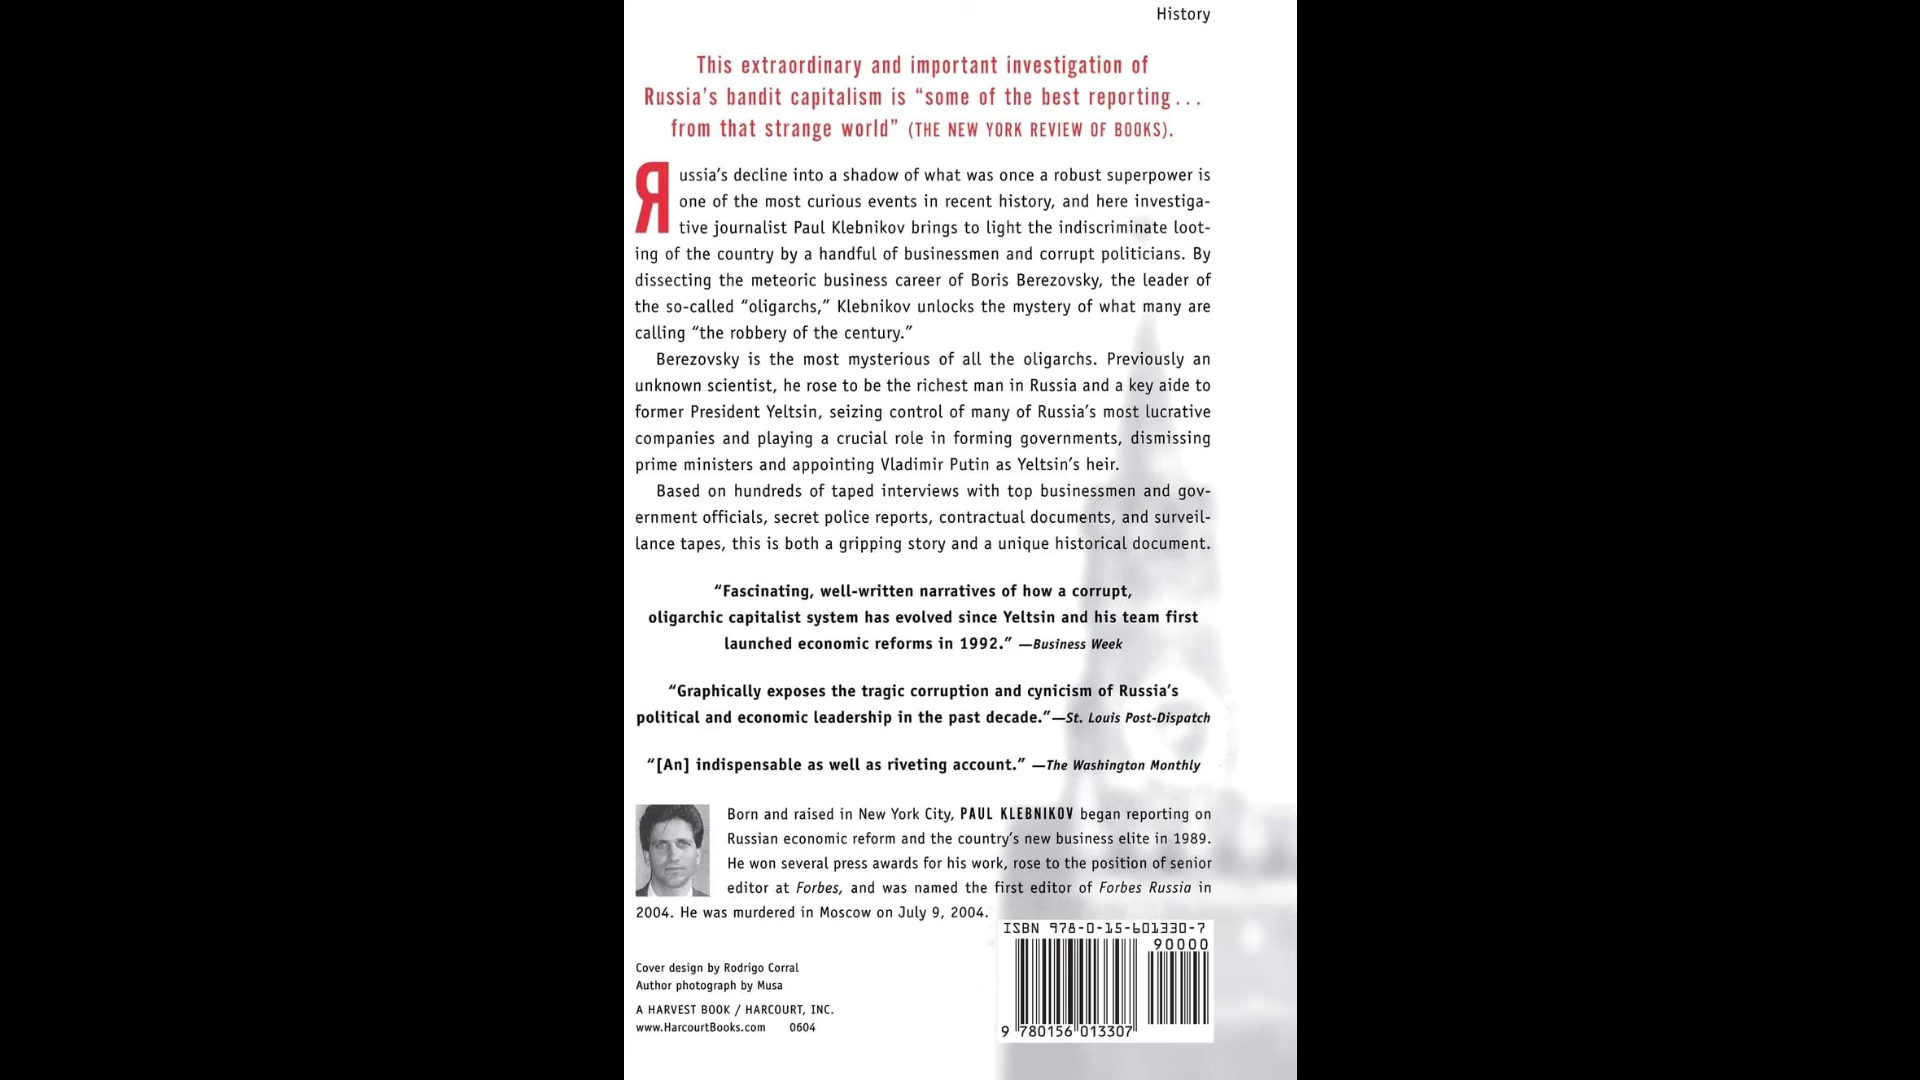 History
This extraordinary and important investigation of
Russia's bandit capitalism is “some of the best reporting...
from that strange world” (THE NEW YORK REVIEW OF BOOKS).
Яussia's decline into a shadow of what was once a robust superpower is
one of the most curious events in recent history, and here investiga-
tive journalist Paul Klebnikov brings to light the indiscriminate loot-
ing of the country by a handful of businessmen and corrupt politicians. By
dissecting the meteoric business career of Boris Berezovsky, the leader of
the so-called “oligarchs,” Klebnikov unlocks the mystery of what many are
calling “the robbery of the century.”
Berezovsky is the most mysterious of all the oligarchs. Previously an
unknown scientist, he rose to be the richest man in Russia and a key aide to
former President Yeltsin, seizing control of many of Russia's most lucrative
companies and playing a crucial role in forming governments, dismissing
prime ministers and appointing Vladimir Putin as Yeltsin's heir.
Based on hundreds of taped interviews with top businessmen and gov-
ernment officials, secret police reports, contractual documents, and surveil-
lance tapes, this is both a gripping story and a unique historical document.
“Fascinating, well-written narratives of how a corrupt,
oligarchic capitalist system has evolved since Yeltsin and his team first
launched economic reforms in 1992.” —Business Week
“Graphically exposes the tragic corruption and cynicism of Russia's
political and economic leadership in the past decade.”—St. Louis Post-Dispatch
“[An] indispensable as well as riveting account.” —The Washington Monthly
Born and raised in New York City, PAUL KLEBNIKOV began reporting on
Russian economic reform and the country's new business elite in 1989.
He won several press awards for his work, rose to the position of senior
editor at Forbes, and was named the first editor of Forbes Russia in
2004. He was murdered in Moscow on July 9, 2004.
ISBN 978-0-15-601330-7
90000
9 780156 013307
Cover design by Rodrigo Corral
Author photograph by Musa
A HARVEST BOOK / HARCOURT, INC.
www.HarcourtBooks.com 0604